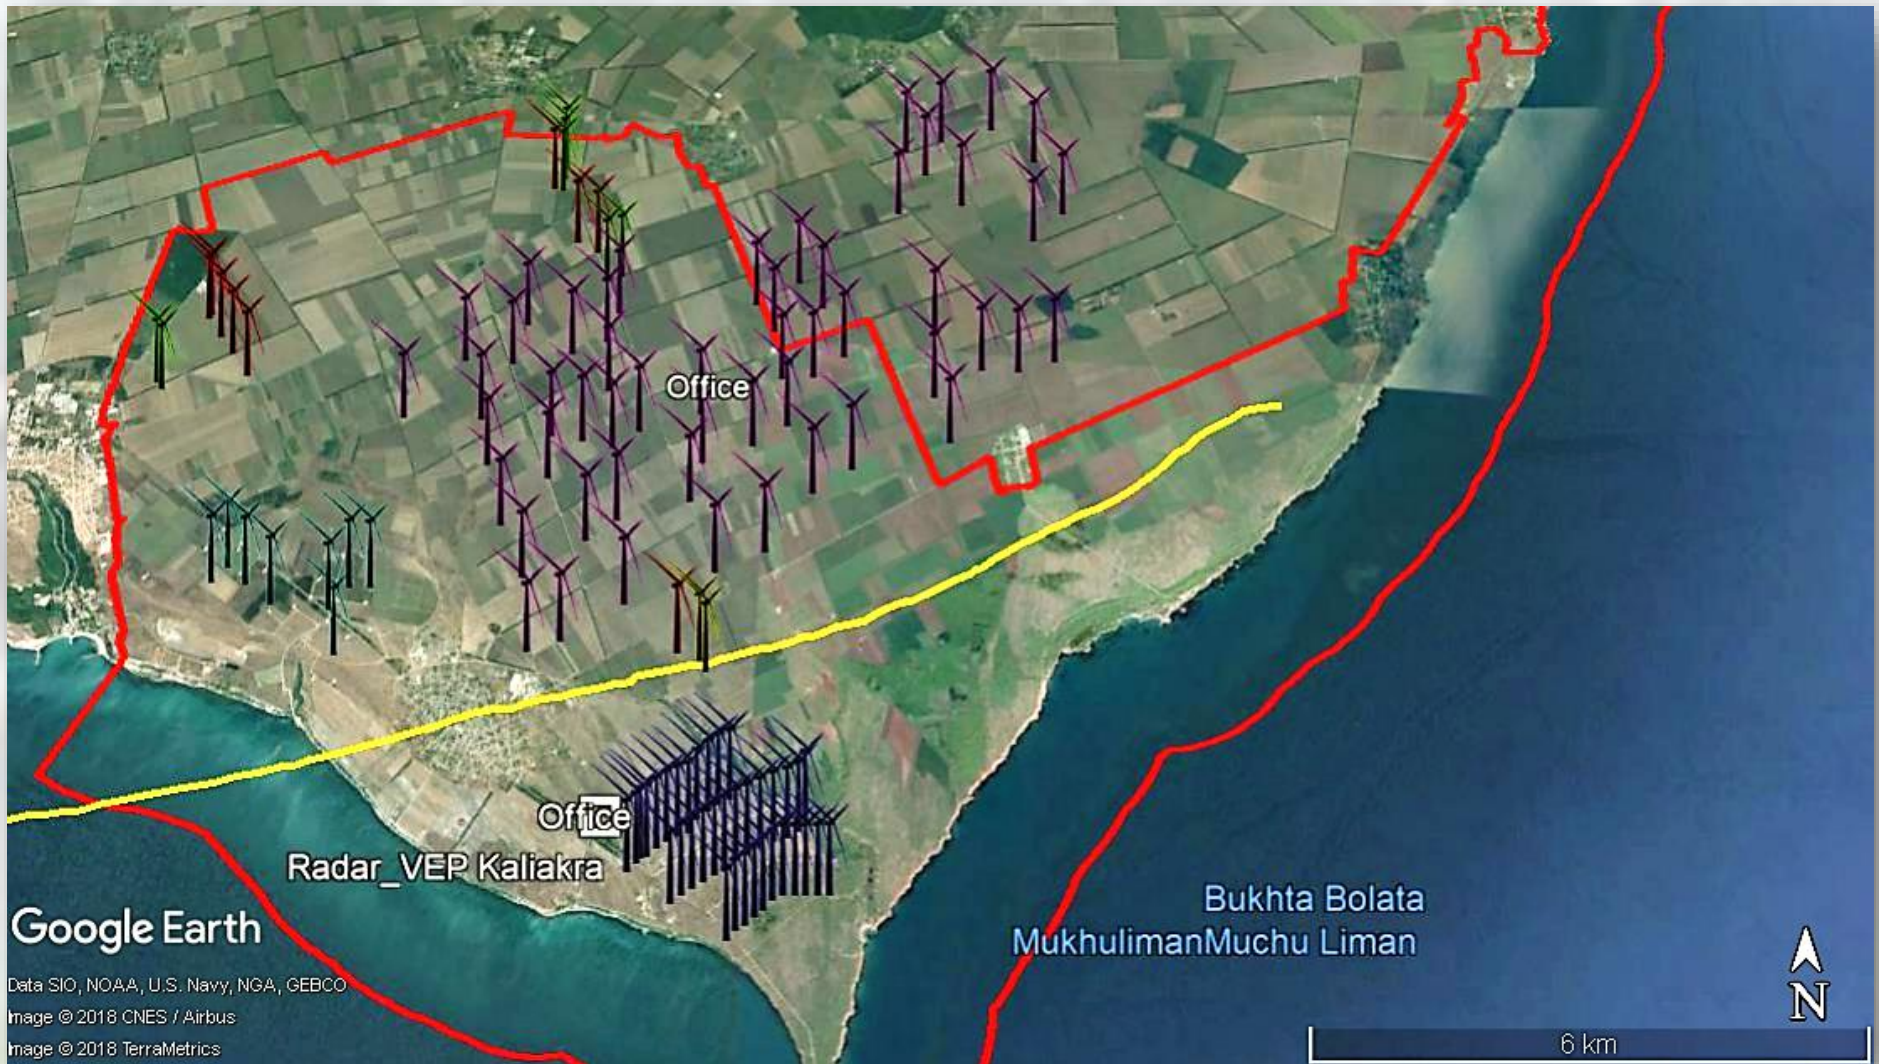 Office
Office
Radar_VEP Kaliakra
Bukhta Bolata
MukhulimanMuchu Liman
Google Earth
Data SIO, NOAA, U.S. Navy, NGA, GEBCO
Image © 2018 CNES / Airbus
Image © 2018 TerraMetrics
N
6 km